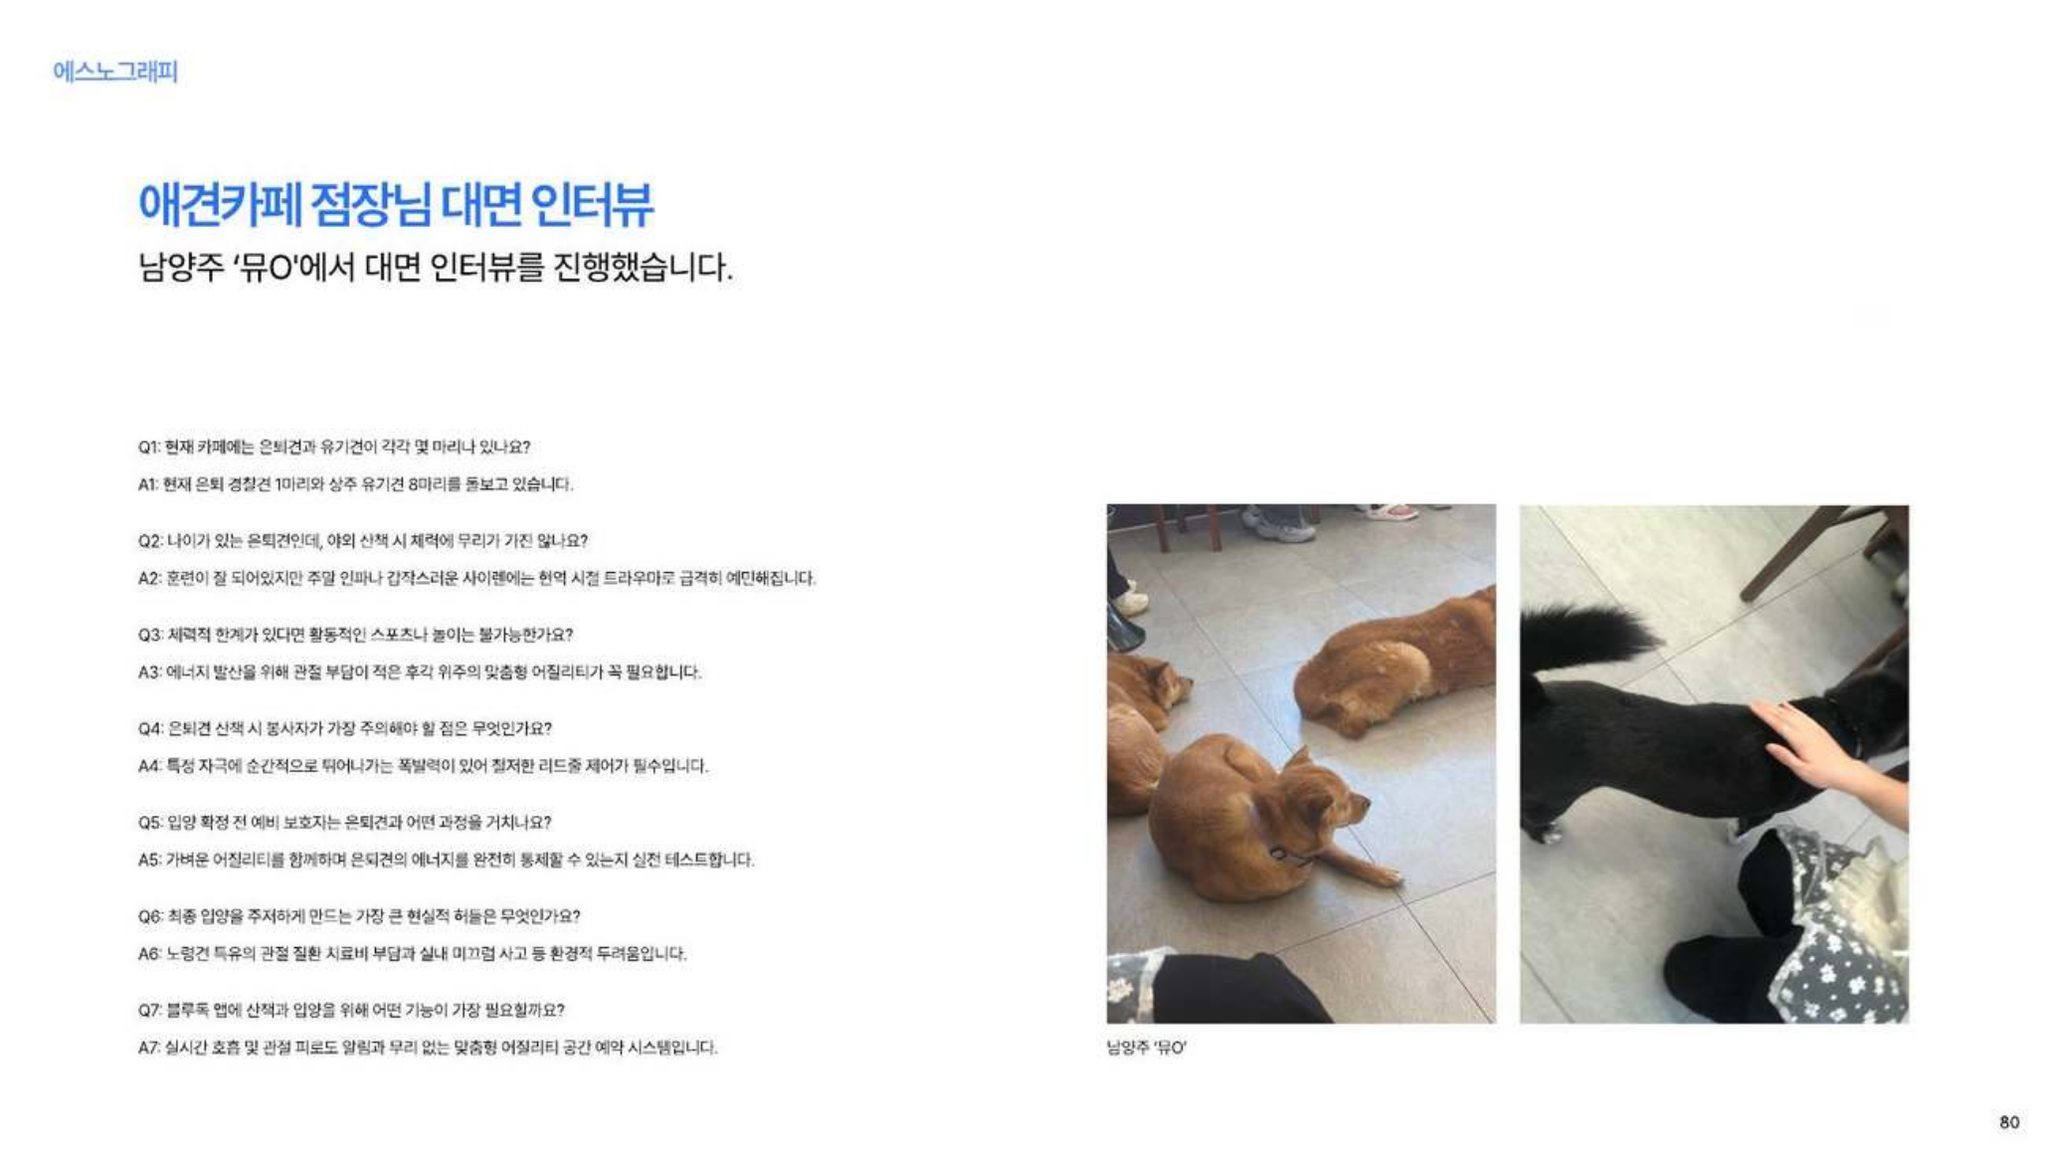 에스노그래피
애견카페 점장님 대면 인터뷰
남양주 ‘뮤O'에서 대면 인터뷰를 진행했습니다.
Q1: 현재 카페에는 은퇴견과 유기견이 각각 몇 마리나 있나요?
A1: 현재 은퇴 경찰견 1마리와 상주 유기견 8마리를 돌보고 있습니다.
Q2: 나이가 있는 은퇴견인데, 야외 산책 시 체력에 무리가 가진 않나요?
A2: 훈련이 잘 되어있지만 주말 인파나 갑작스러운 사이렌에는 현역 시절 트라우마로 급격히 예민해집니다.
Q3: 체력적 한계가 있다면 활동적인 스포츠나 놀이는 불가능한가요?
A3: 에너지 발산을 위해 관절 부담이 적은 후각 위주의 맞춤형 어질리티가 꼭 필요합니다.
Q4: 은퇴견 산책 시 봉사자가 가장 주의해야 할 점은 무엇인가요?
A4: 특정 자극에 순간적으로 튀어나가는 폭발력이 있어 철저한 리드줄 제어가 필수입니다.
Q5: 입양 확정 전 예비 보호자는 은퇴견과 어떤 과정을 거치나요?
A5: 가벼운 어질리티를 함께하며 은퇴견의 에너지를 완전히 통제할 수 있는지 실전 테스트합니다.
Q6: 최종 입양을 주저하게 만드는 가장 큰 현실적 허들은 무엇인가요?
A6: 노령견 특유의 관절 질환 치료비 부담과 실내 미끄럼 사고 등 환경적 두려움입니다.
Q7: 블루독 앱에 산책과 입양을 위해 어떤 기능이 가장 필요할까요?
A7: 실시간 호흡 및 관절 피로도 알림과 무리 없는 맞춤형 어질리티 공간 예약 시스템입니다.
남양주 ‘뮤O’
80